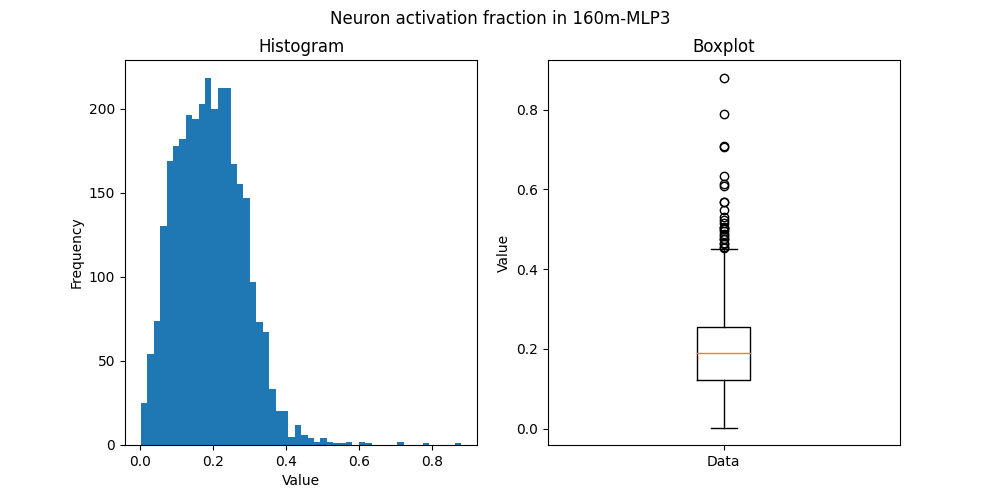 Neuron activation fraction in 160m-MLP3
Histogram
Frequency
200
150
100
50
0
0.0 0.2 0.4 0.6 0.8
Value
Boxplot
Value
0.8
0.6
0.4
0.2
0.0
Data